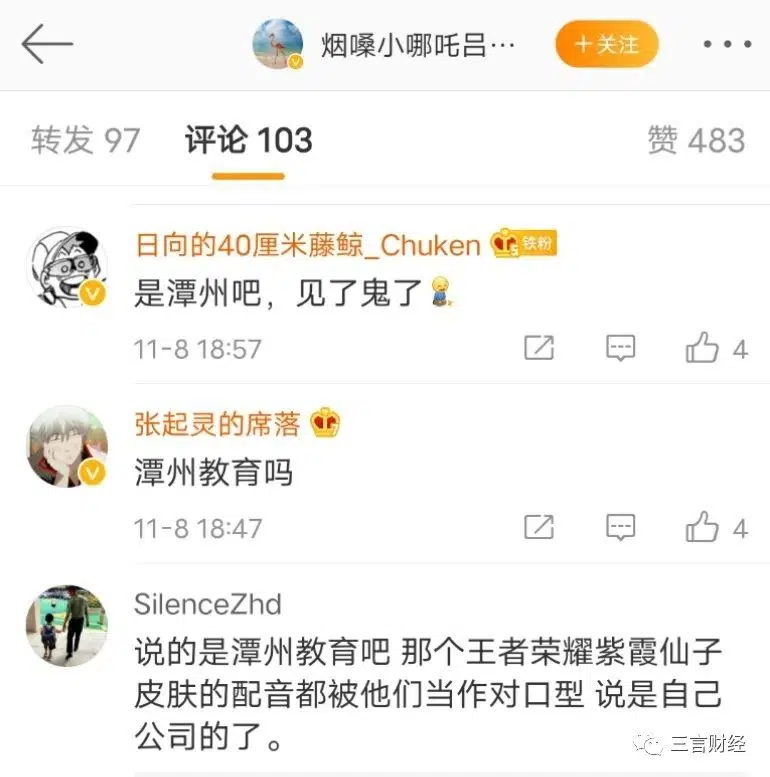 烟嗓小哪吒吕…
+关注
转发 97
评论 103
赞 483
日向的40厘米藤鲸_Chuken
5
铁粉
是潭州吧，见了鬼了
11-8 18:57
4
张起灵的席落
潭州教育吗
11-8 18:47
4
SilenceZhd
说的是潭州教育吧 那个王者荣耀紫霞仙子
皮肤的配音都被他们当作对口型 说是自己
公司的了。
三言财经